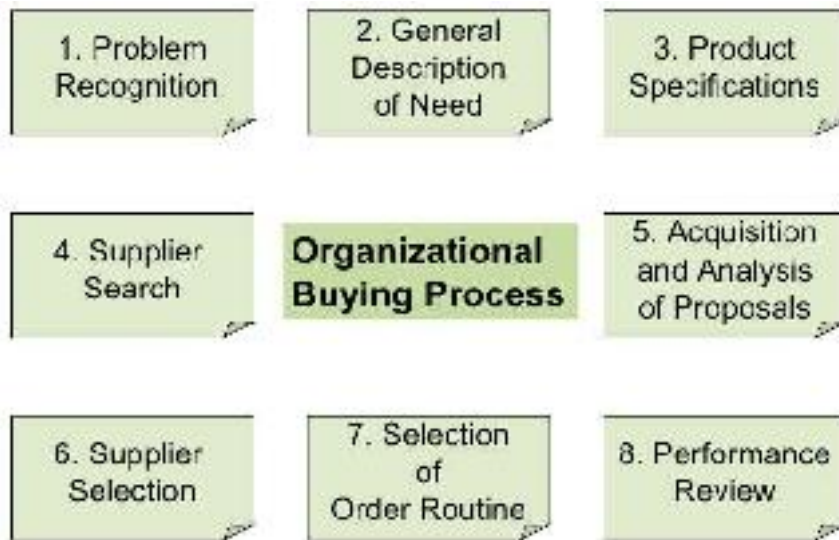 1. Problem
Recognition
2. General
Description
of Need
3. Product
Specifications
4. Supplier
Search
Organizational
Buying Process
5. Acquisition
and Analysis
of Proposals
6. Supplier
Selection
7. Selection
of
Order Routine
8. Performance
Review